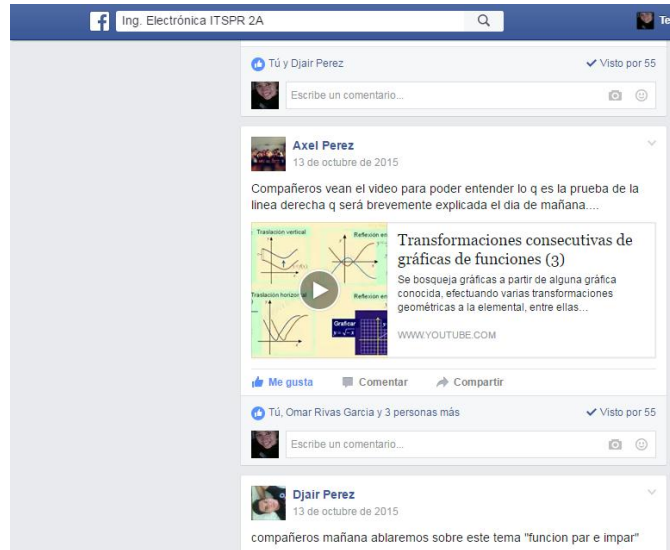 Ing. Electrónica ITSPR 2A
Te
Tú y Djair Perez
Visto por 55
Escribe un comentario...
Axel Perez
13 de octubre de 2015
Compañeros vean el video para poder entender lo q es la prueba de la
linea derecha q será brevemente explicada el dia de mañana....
Traslación vertical
Reflexión en
Traslación horizontal
Reflexión en
Graficar
y = √-x
Transformaciones consecutivas de
gráficas de funciones (3)
Se bosqueja gráficas a partir de alguna gráfica
conocida, efectuando varias transformaciones
geométricas a la elemental, entre ellas...
WWW.YOUTUBE.COM
Me gusta Comentar Compartir
Tú, Omar Rivas Garcia y 3 personas más
Visto por 55
Escribe un comentario...
Djair Perez
13 de octubre de 2015
compañeros mañana ablaremos sobre este tema "funcion par e impar"